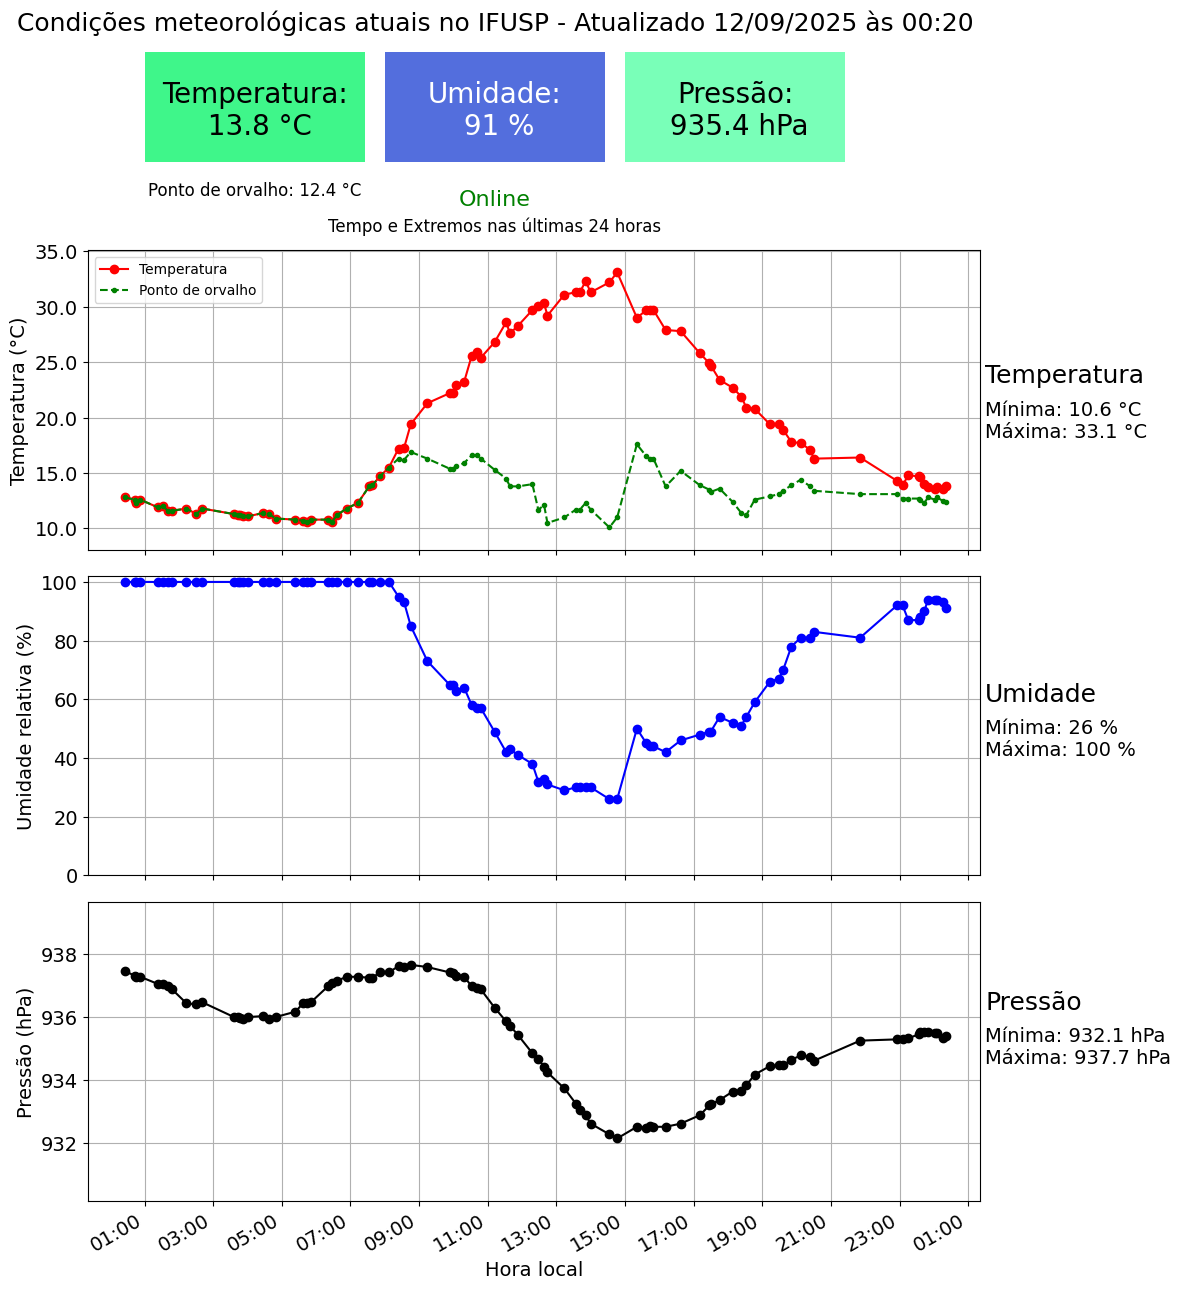 Condições meteorológicas atuais no IFUSP - Atualizado 12/09/2025 às 00:20
Temperatura:
13.8 °C
Umidade:
91 %
Pressão:
935.4 hPa
Ponto de orvalho: 12.4 °C
Online
Tempo e Extremos nas últimas 24 horas
Temperatura (°C)
35.0
30.0
25.0
20.0
15.0
10.0
Temperatura
Ponto de orvalho
Temperatura
Mínima: 10.6 °C
Máxima: 33.1 °C
Umidade relativa (%)
100
80
60
40
20
0
Umidade
Mínima: 26 %
Máxima: 100 %
Pressão (hPa)
938
936
934
932
Pressão
Mínima: 932.1 hPa
Máxima: 937.7 hPa
01:00 03:00 05:00 07:00 09:00 11:00 13:00 15:00 17:00 19:00 21:00 23:00 01:00
Hora local